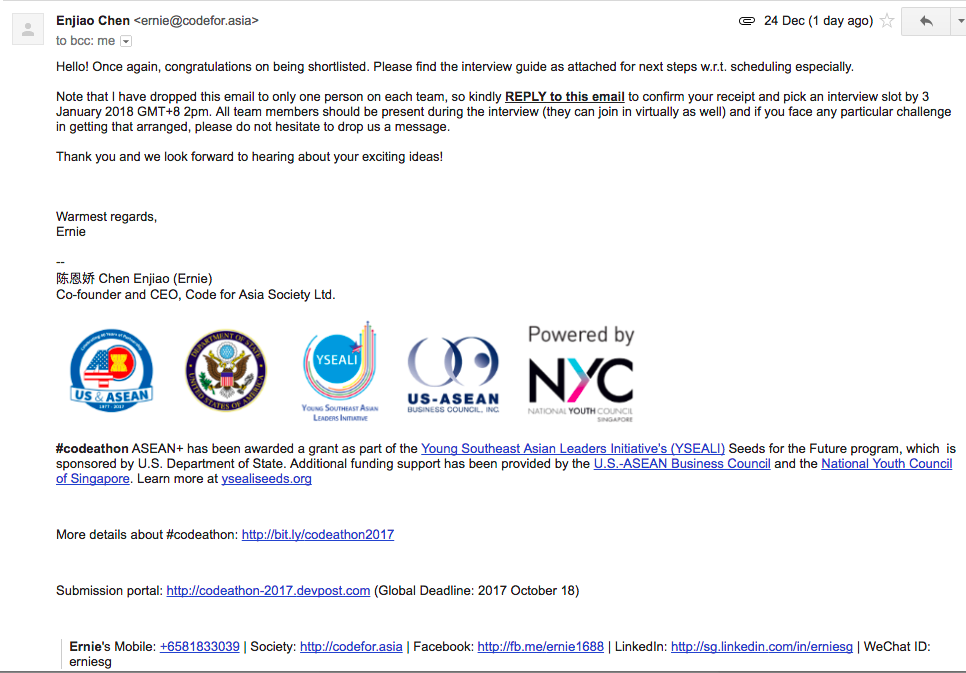 Enjiao Chen <ernie@codefor.asia>
24 Dec (1 day ago)
to bcc: me
Hello! Once again, congratulations on being shortlisted. Please find the interview guide as attached for next steps w.r.t. scheduling especially.
Note that I have dropped this email to only one person on each team, so kindly REPLY to this email to confirm your receipt and pick an interview slot by 3
January 2018 GMT+8 2pm. All team members should be present during the interview (they can join in virtually as well) and if you face any particular challenge
in getting that arranged, please do not hesitate to drop us a message.
Thank you and we look forward to hearing about your exciting ideas!
Warmest regards,
Ernie
--
陈恩娇 Chen Enjiao (Ernie)
Co-founder and CEO, Code for Asia Society Ltd.
Celebrating 40 Years of Partnership
US & ASEAN
1977 - 2017
DEPARTMENT OF STATE
UNITED STATES OF AMERICA
YSEALI
YOUNG SOUTHEAST ASIAN
LEADERS INITIATIVE
US-ASEAN
BUSINESS COUNCIL, INC.
Powered by
NYC
NATIONAL YOUTH COUNCIL
SINGAPORE
#codeathon ASEAN+ has been awarded a grant as part of the Young Southeast Asian Leaders Initiative's (YSEALI) Seeds for the Future program, which  is
sponsored by U.S. Department of State. Additional funding support has been provided by the U.S.-ASEAN Business Council and the National Youth Council
of Singapore. Learn more at ysealiseeds.org
More details about #codeathon: http://bit.ly/codeathon2017
Submission portal: http://codeathon-2017.devpost.com (Global Deadline: 2017 October 18)
Ernie's Mobile: +6581833039 | Society: http://codefor.asia | Facebook: http://fb.me/ernie1688 | LinkedIn: http://sg.linkedin.com/in/erniesg | WeChat ID:
erniesg